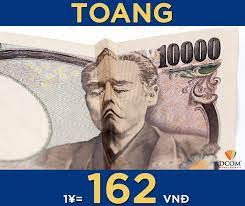 TOANG
10000
DCOM
1¥= 162 VNĐ